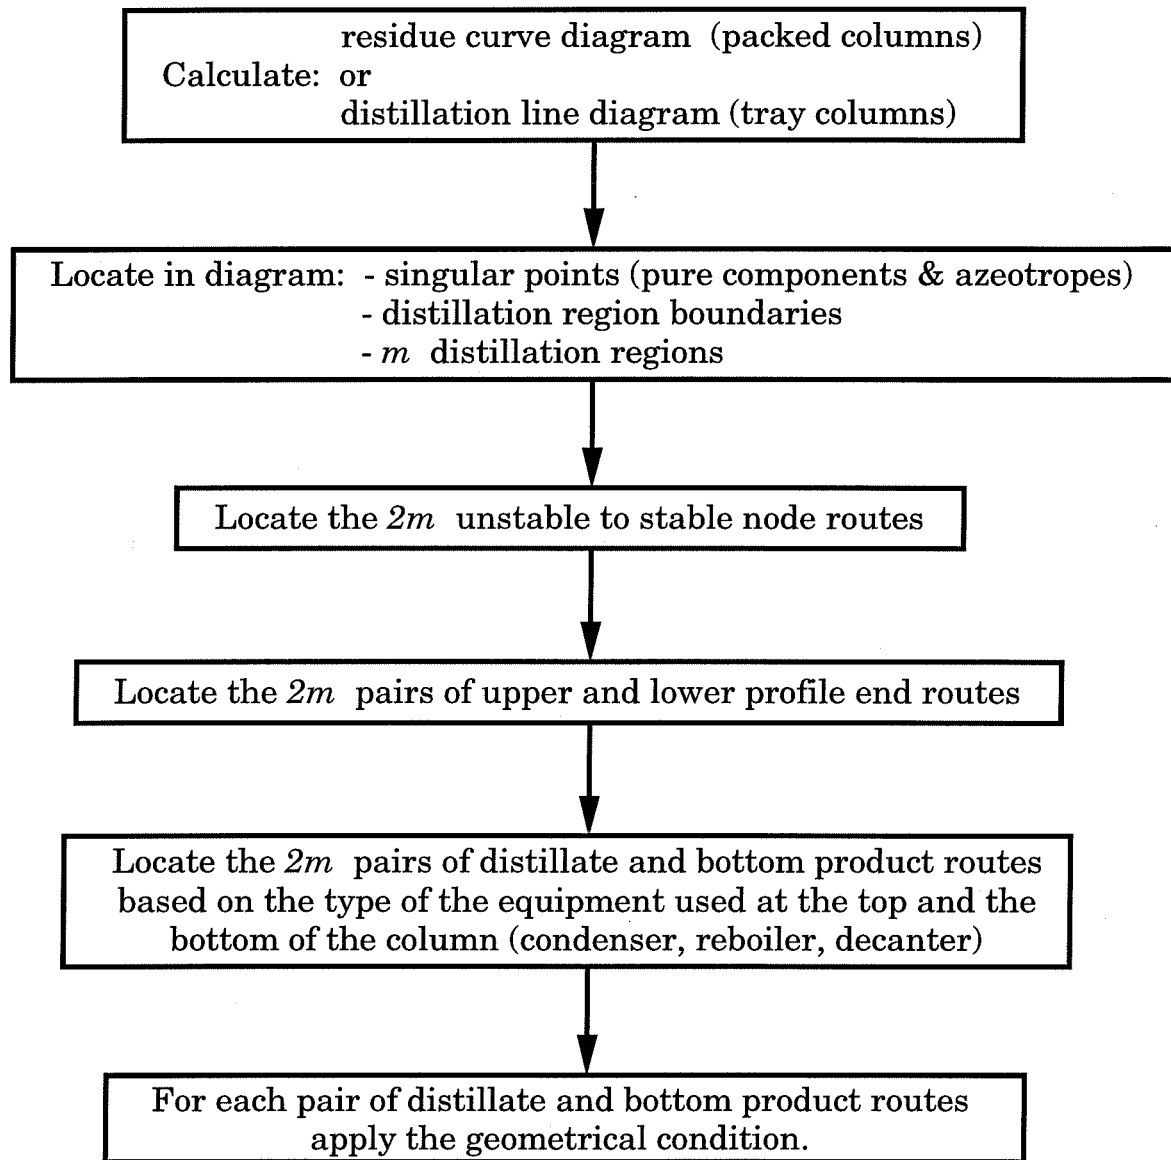 residue curve diagram (packed columns)
Calculate: or
distillation line diagram (tray columns)
Locate in diagram: - singular points (pure components & azeotropes)
- distillation region boundaries
- m distillation regions
Locate the 2m unstable to stable node routes
Locate the 2m pairs of upper and lower profile end routes
Locate the 2m pairs of distillate and bottom product routes
based on the type of the equipment used at the top and the
bottom of the column (condenser, reboiler, decanter)
For each pair of distillate and bottom product routes
apply the geometrical condition.